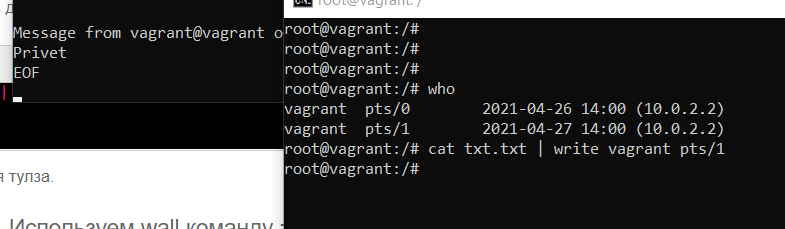 Message from vagrant@vagrant o
Privet
EOF
я тулза.
Используем wall команду
root@vagrant: /
root@vagrant:/#
root@vagrant:/#
root@vagrant:/#
root@vagrant:/# who
vagrant  pts/0        2021-04-26 14:00 (10.0.2.2)
vagrant  pts/1        2021-04-27 14:00 (10.0.2.2)
root@vagrant:/# cat txt.txt | write vagrant pts/1
root@vagrant:/#